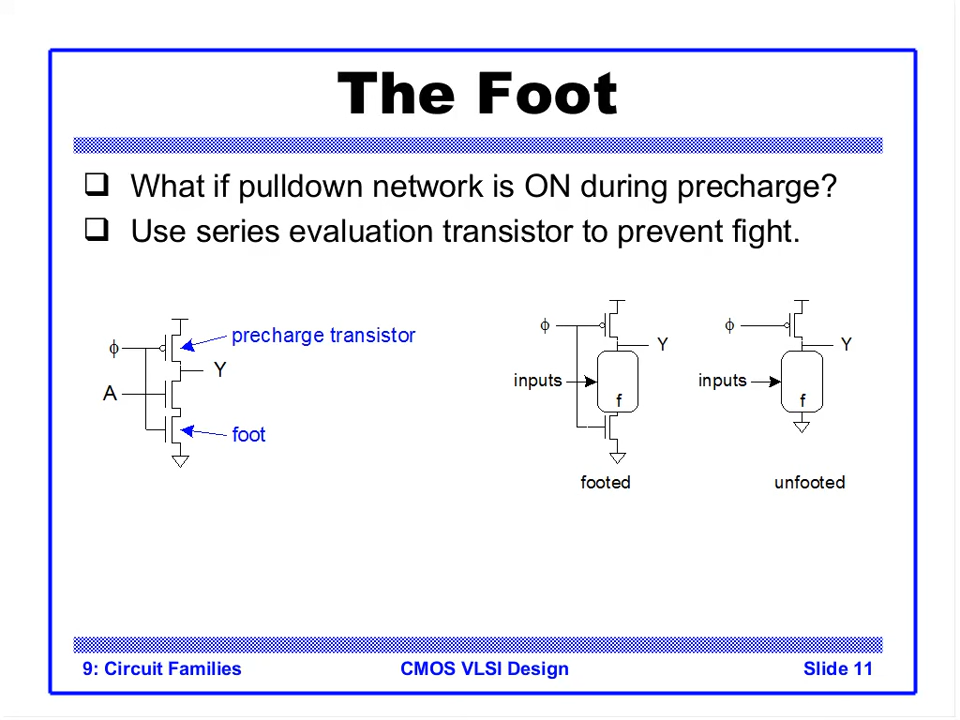 The Foot
❑ What if pulldown network is ON during precharge?
❑ Use series evaluation transistor to prevent fight.
ϕ
precharge transistor
Y
A
foot
ϕ
Y
inputs
f
footed
ϕ
Y
inputs
f
unfooted
9: Circuit Families
CMOS VLSI Design
Slide 11